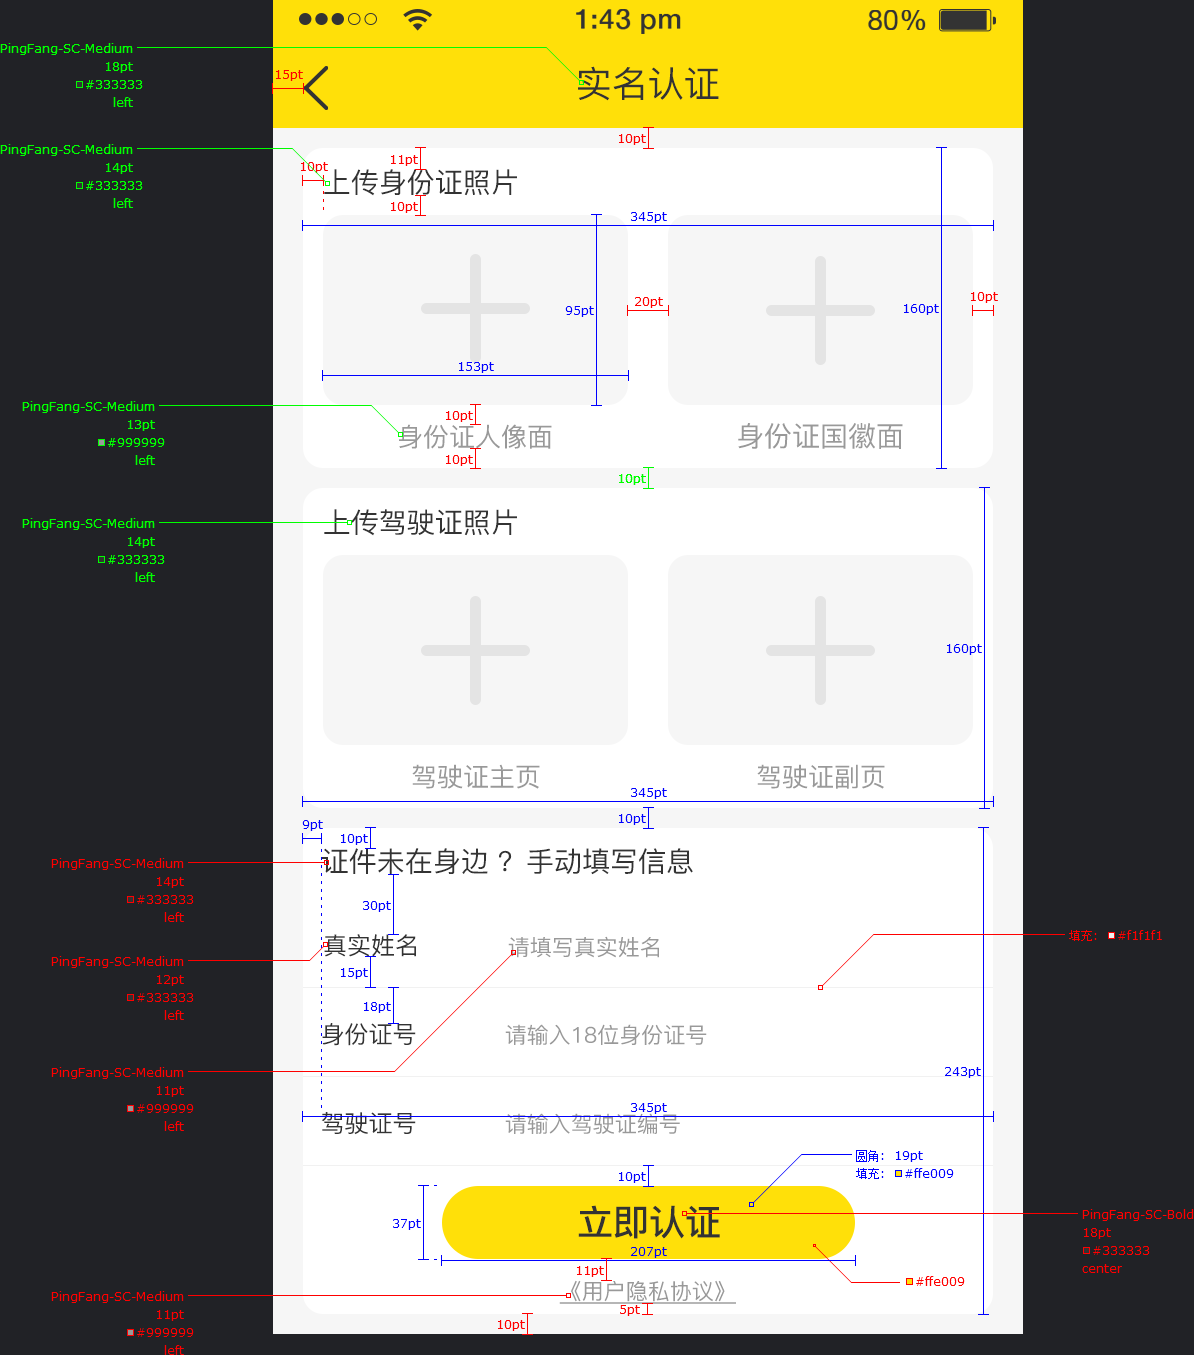 1:43 pm
80%
PingFang-SC-Medium
18pt
#333333
left
15pt
实名认证
10pt
PingFang-SC-Medium
14pt
#333333
left
10pt
11pt
上传身份证照片
10pt
345pt
95pt
20pt
160pt
10pt
153pt
PingFang-SC-Medium
13pt
#999999
left
10pt
身份证人像面
身份证国徽面
10pt
10pt
PingFang-SC-Medium
14pt
#333333
left
上传驾驶证照片
160pt
驾驶证主页
驾驶证副页
345pt
9pt
10pt
10pt
PingFang-SC-Medium
14pt
#333333
left
证件未在身边？ 手动填写信息
30pt
真实姓名
请填写真实姓名
填充： #f1f1f1
PingFang-SC-Medium
12pt
#333333
left
15pt
18pt
身份证号
请输入18位身份证号
PingFang-SC-Medium
11pt
#999999
left
243pt
345pt
驾驶证号
请输入驾驶证编号
圆角： 19pt
填充： #ffe009
10pt
37pt
立即认证
PingFang-SC-Bold
18pt
#333333
center
207pt
11pt
#ffe009
《用户隐私协议》
PingFang-SC-Medium
11pt
#999999
left
5pt
10pt